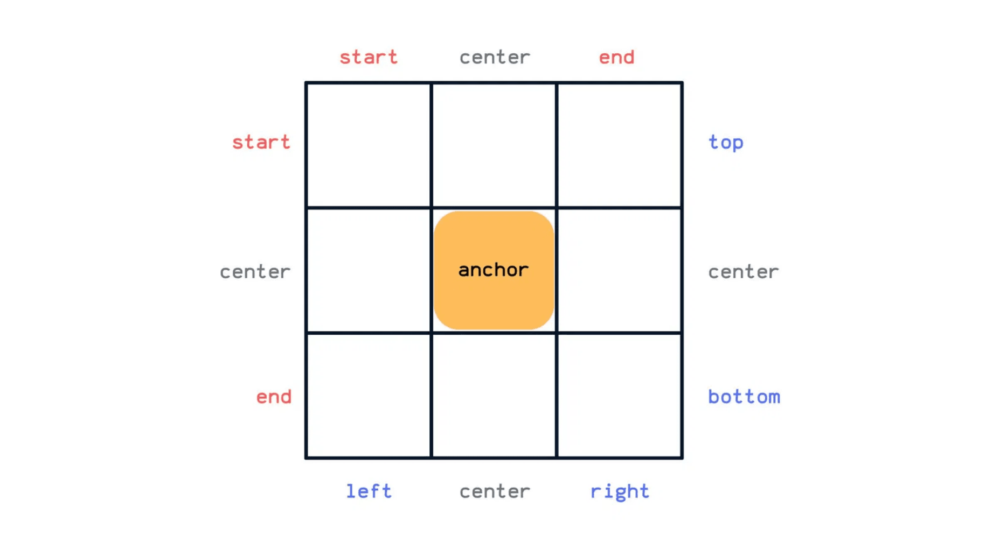 start center end
start top
center anchor center
end bottom
left center right